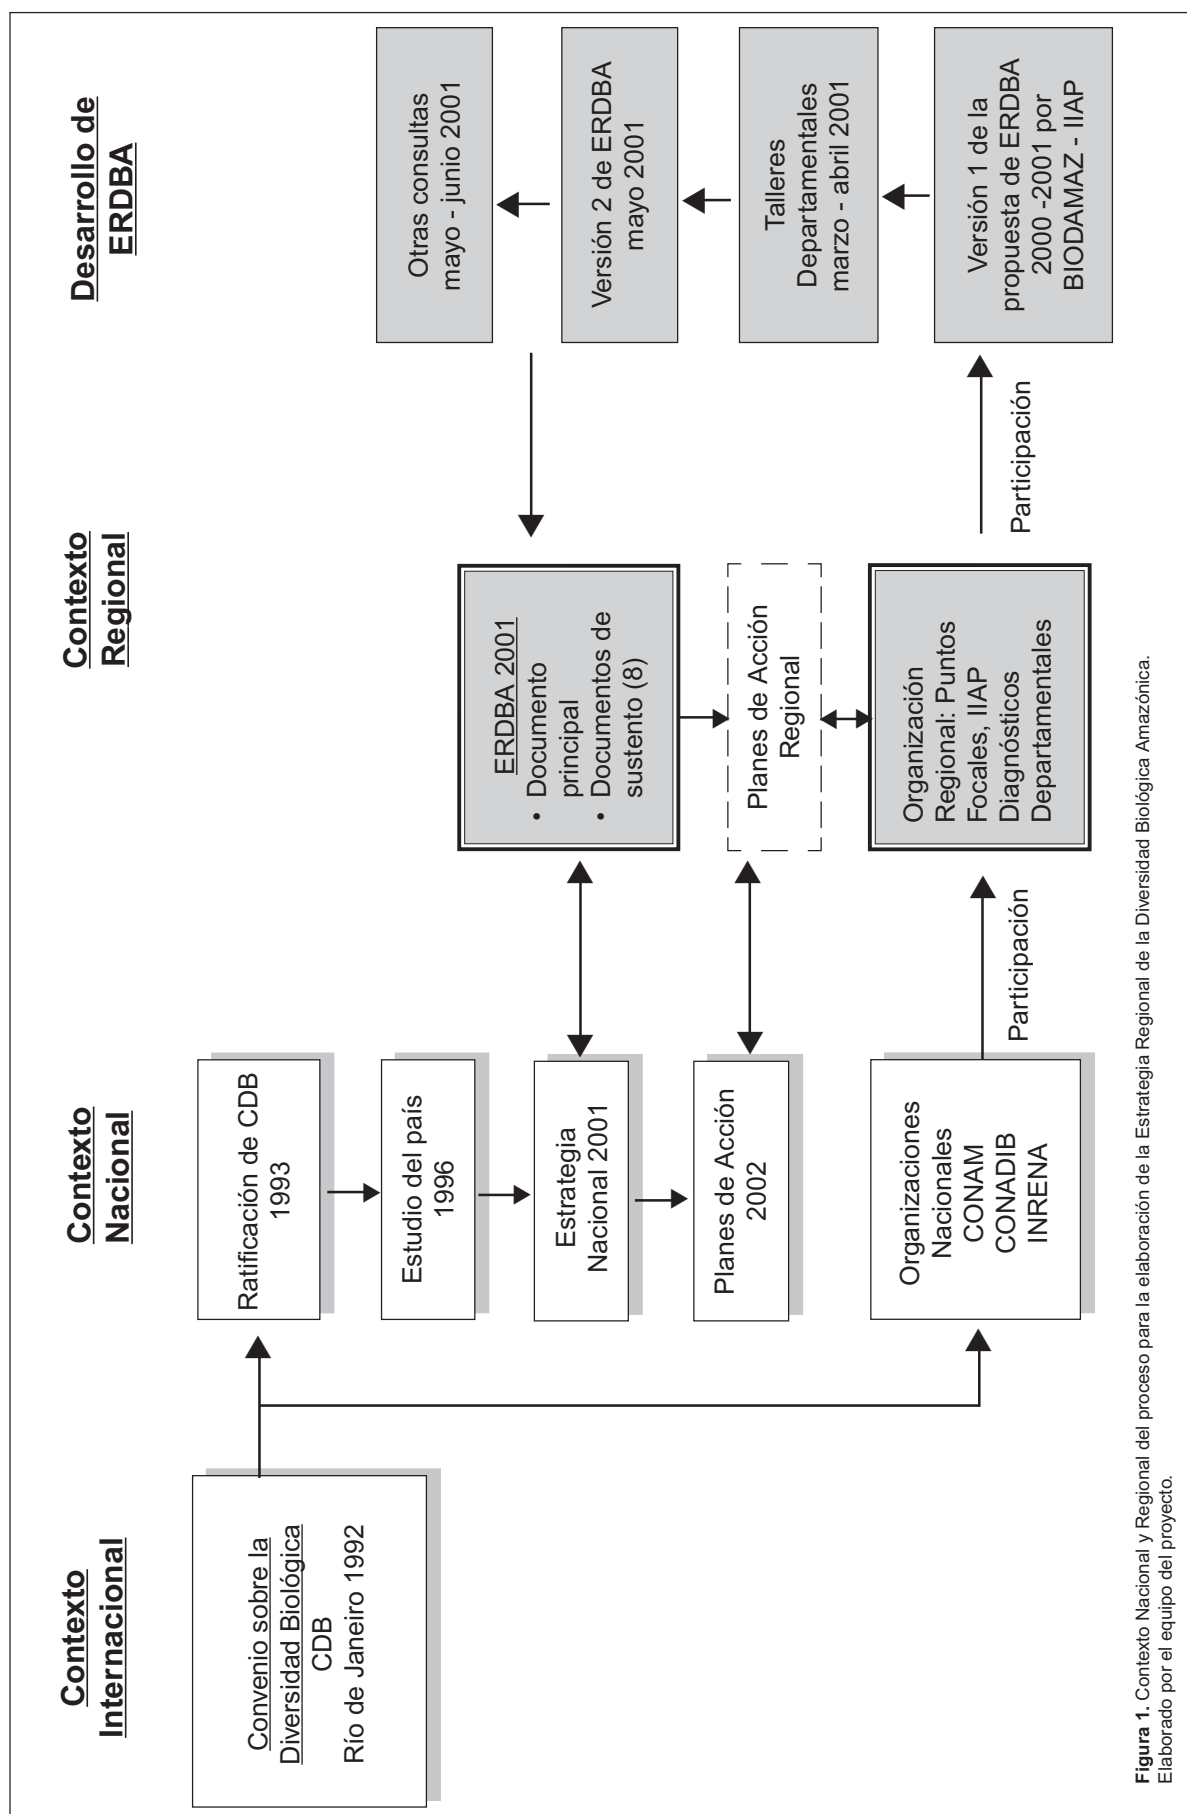 Contexto
Internacional
Convenio sobre la
Diversidad Biológica
CDB
Río de Janeiro 1992
Contexto
Nacional
Ratificación de CDB
1993
Estudio del país
1996
Estrategia
Nacional 2001
Planes de Acción
2002
Organizaciones
Nacionales
CONAM
CONADIB
INRENA
Participación
Contexto
Regional
ERDBA 2001
• Documento
principal
• Documentos de
sustento (8)
Planes de Acción
Regional
Organización
Regional: Puntos
Focales, IIAP
Diagnósticos
Departamentales
Participación
Desarrollo de
ERDBA
Otras consultas
mayo - junio 2001
Versión 2 de ERDBA
mayo 2001
Talleres
Departamentales
marzo - abril 2001
Versión 1 de la
propuesta de ERDBA
2000 -2001 por
BIODAMAZ - IIAP
Figura 1. Contexto Nacional y Regional del proceso para la elaboración de la Estrategia Regional de la Diversidad Biológica Amazónica.
Elaborado por el equipo del proyecto.